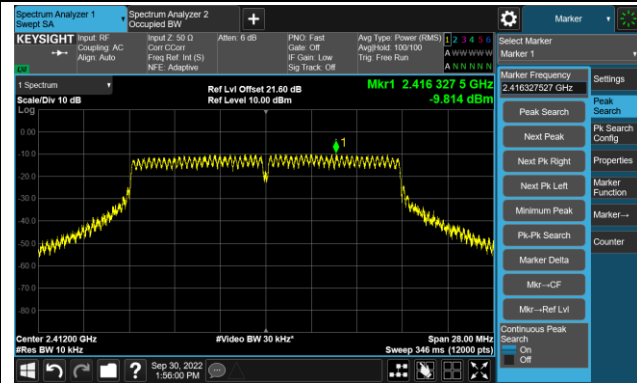 Spectrum Analyzer 1
Swept SA
Spectrum Analyzer 2
Occupied BW
+
Marker
KEYSIGHT
Input: RF
Coupling: AC
Align: Auto
Input Z: 50 Ω
Corr CCorr
Freq Ref: Int (S)
NFE: Adaptive
Atten: 6 dB
PNO: Fast
Gate: Off
IF Gain: Low
Sig Track: Off
Avg Type: Power (RMS)
Avg|Hold: 100/100
Trig: Free Run
1 2 3 4 5 6
A W W W W W
A N N N N N
Select Marker
Marker 1
1 Spectrum
Scale/Div 10 dB
Ref Lvl Offset 21.60 dB
Ref Level 10.00 dBm
Mkr1 2.416 327 5 GHz
-9.814 dBm
Log
0.00
-10.0
-20.0
-30.0
-40.0
-50.0
-60.0
-70.0
-80.0
1
Center 2.41200 GHz
#Res BW 10 kHz
#Video BW 30 kHz*
Span 28.00 MHz
Sweep 346 ms (12000 pts)
Marker Frequency
2.416327527 GHz
Peak Search
Next Peak
Next Pk Right
Next Pk Left
Minimum Peak
Pk-Pk Search
Marker Delta
Mkr→CF
Mkr→Ref Lvl
Continuous Peak
Search
On
Off
Settings
Peak
Search
Pk Search
Config
Properties
Marker
Function
Marker→
Counter
?
Sep 30, 2022
1:56:00 PM